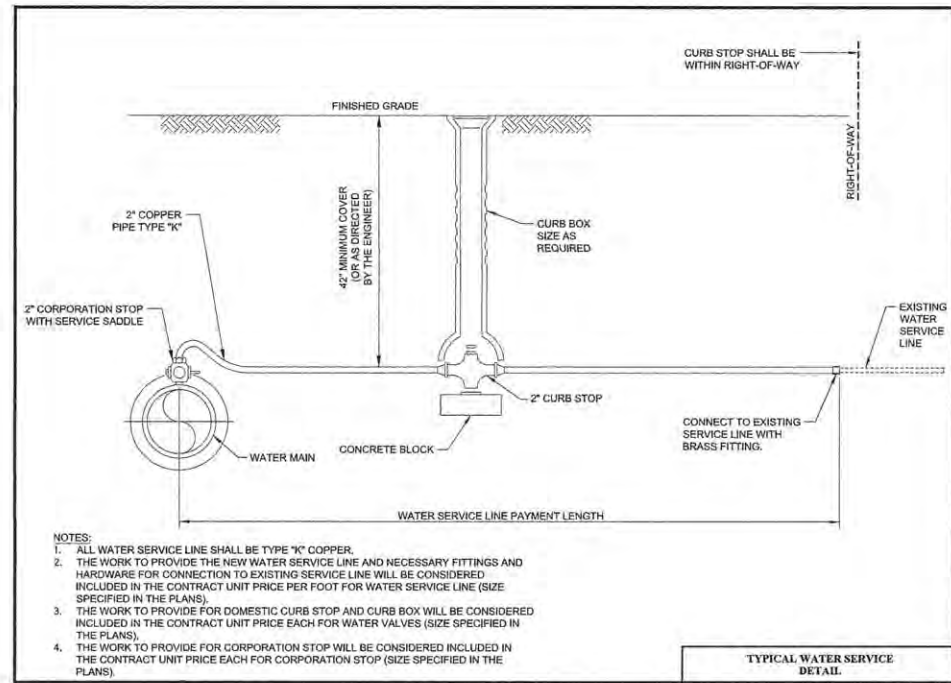 CURB STOP SHALL BE
WITHIN RIGHT-OF-WAY
FINISHED GRADE
RIGHT-OF-WAY
2" COPPER
PIPE TYPE "K"
42" MINIMUM COVER
(OR AS DIRECTED
BY THE ENGINEER)
CURB BOX
SIZE AS
REQUIRED
2" CORPORATION STOP
WITH SERVICE SADDLE
EXISTING
WATER
SERVICE
LINE
2" CURB STOP
CONNECT TO EXISTING
SERVICE LINE WITH
BRASS FITTING.
CONCRETE BLOCK
WATER MAIN
WATER SERVICE LINE PAYMENT LENGTH
NOTES:
1. ALL WATER SERVICE LINE SHALL BE TYPE "K" COPPER.
2. THE WORK TO PROVIDE THE NEW WATER SERVICE LINE AND NECESSARY FITTINGS AND
HARDWARE FOR CONNECTION TO EXISTING SERVICE LINE WILL BE CONSIDERED
INCLUDED IN THE CONTRACT UNIT PRICE PER FOOT FOR WATER SERVICE LINE (SIZE
SPECIFIED IN THE PLANS).
3. THE WORK TO PROVIDE FOR DOMESTIC CURB STOP AND CURB BOX WILL BE CONSIDERED
INCLUDED IN THE CONTRACT UNIT PRICE EACH FOR WATER VALVES (SIZE SPECIFIED IN
THE PLANS).
4. THE WORK TO PROVIDE FOR CORPORATION STOP WILL BE CONSIDERED INCLUDED IN
THE CONTRACT UNIT PRICE EACH FOR CORPORATION STOP (SIZE SPECIFIED IN THE
PLANS).
TYPICAL WATER SERVICE
DETAIL